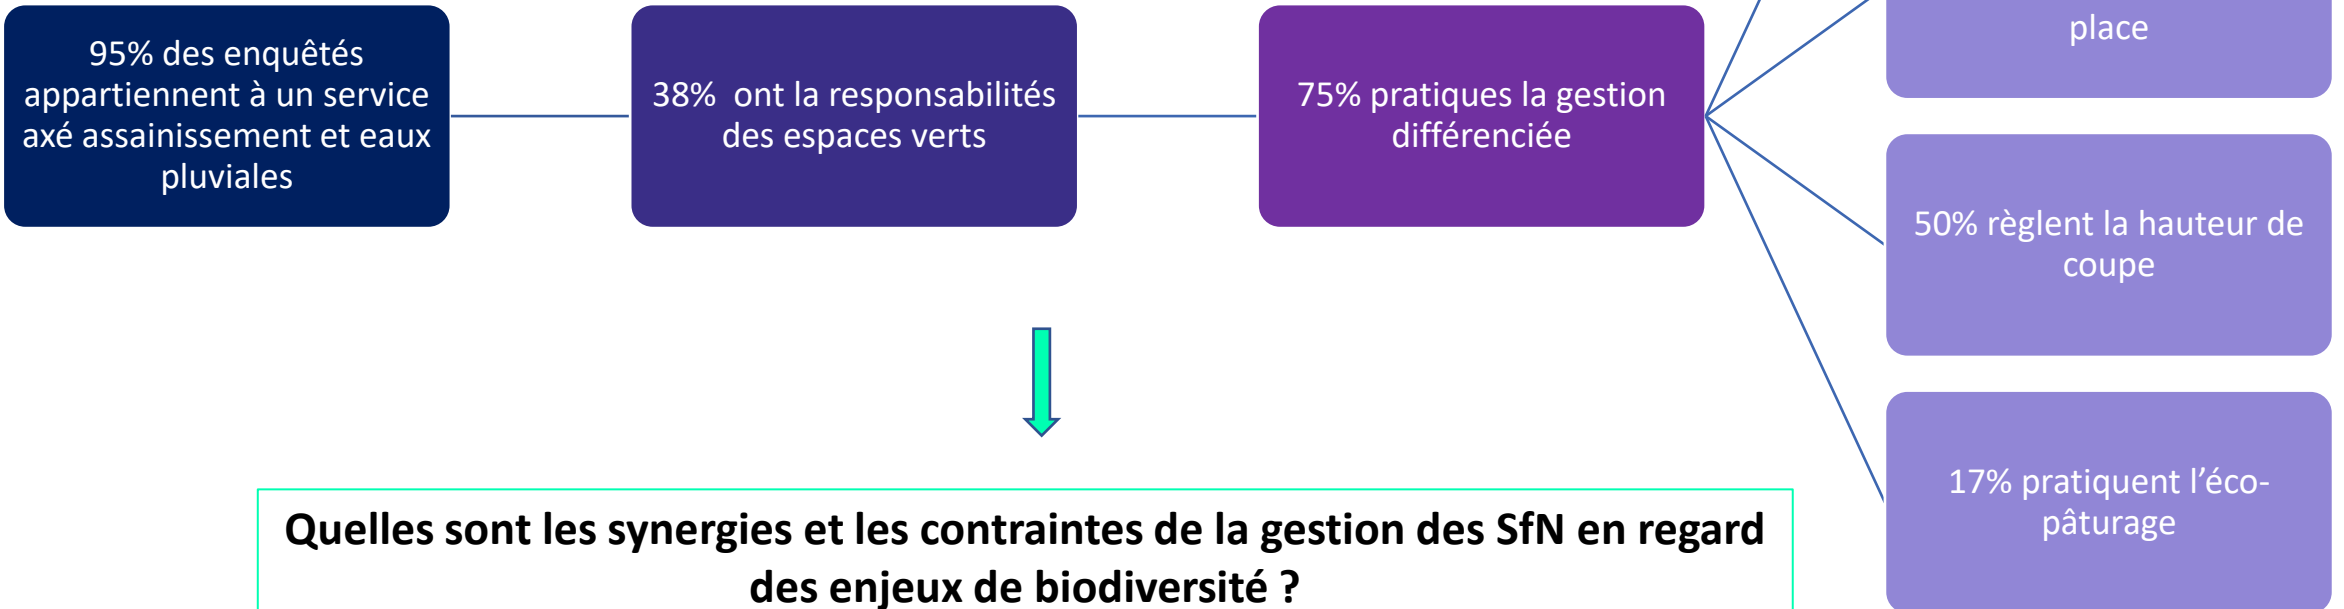 95% des enquêtés
appartiennent à un service
axé assainissement et eaux
pluviales
38%  ont la responsabilités
des espaces verts
75% pratiques la gestion
différenciée
place
50% règlent la hauteur de
coupe
17% pratiquent l’éco-
pâturage
Quelles sont les synergies et les contraintes de la gestion des SfN en regard
des enjeux de biodiversité ?